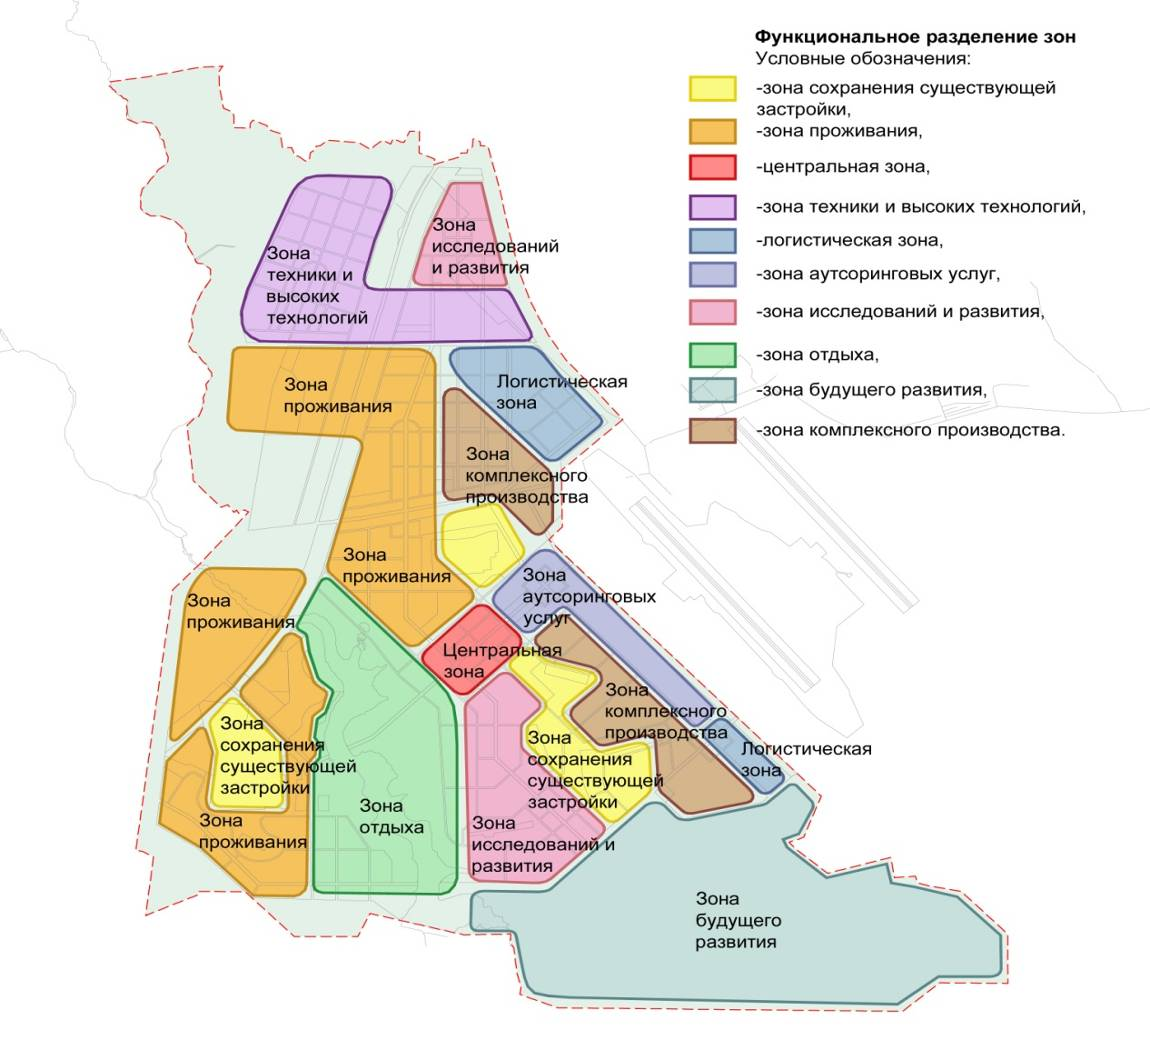 Функциональное разделение зон
Условные обозначения:
-зона сохранения существующей
застройки,
-зона проживания,
-центральная зона,
-зона техники и высоких технологий,
-логистическая зона,
-зона аутсоринговых услуг,
-зона исследований и развития,
-зона отдыха,
-зона будущего развития,
-зона комплексного производства.
Зона
исследований
и развития
Зона
техники и
высоких
технологий
Зона
проживания
Логистическая
зона
Зона
комплексного
производства
Зона
проживания
Зона
аутсоринговых
услуг
Зона
проживания
Центральная
зона
Зона
комплексного
производства
Зона
сохранения
существующей
застройки
Зона
сохранения
существующей
застройки
Логистическая
зона
Зона
отдыха
Зона
проживания
Зона
исследований и
развития
Зона
будущего
развития